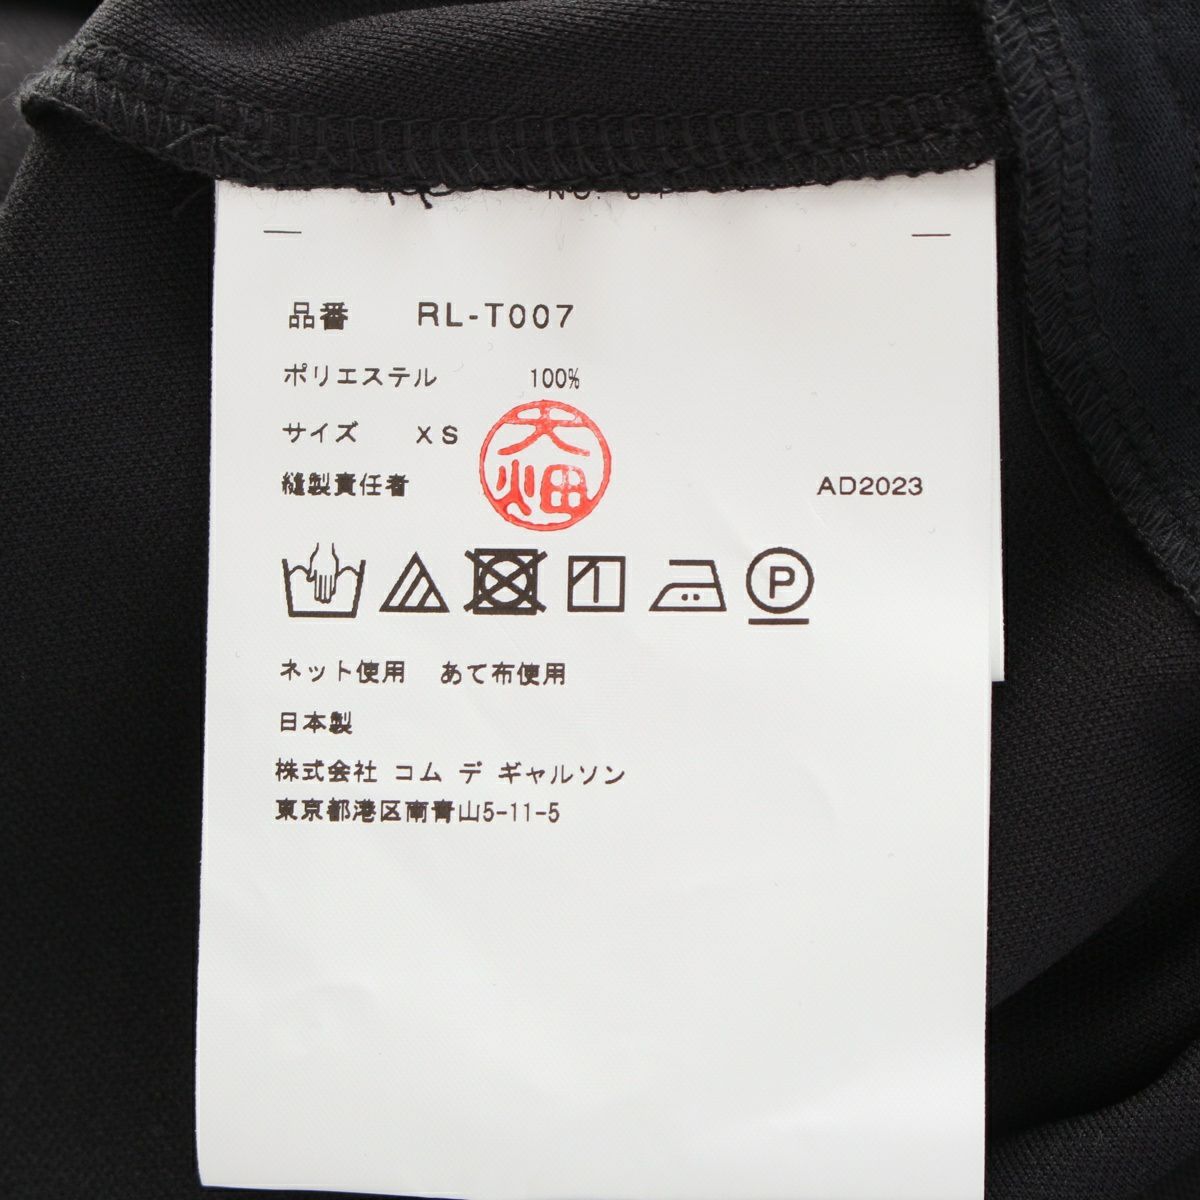 品番 RL-T007
ポリエステル 100%
サイズ XS
大畑
縫製責任者 AD2023
P
ネット使用 あて布使用
日本製
株式会社 コム デ ギャルソン
東京都港区南青山5-11-5